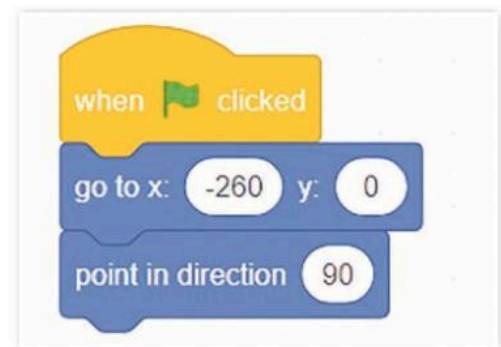 when clicked
go to x: -260 y: 0
point in direction 90